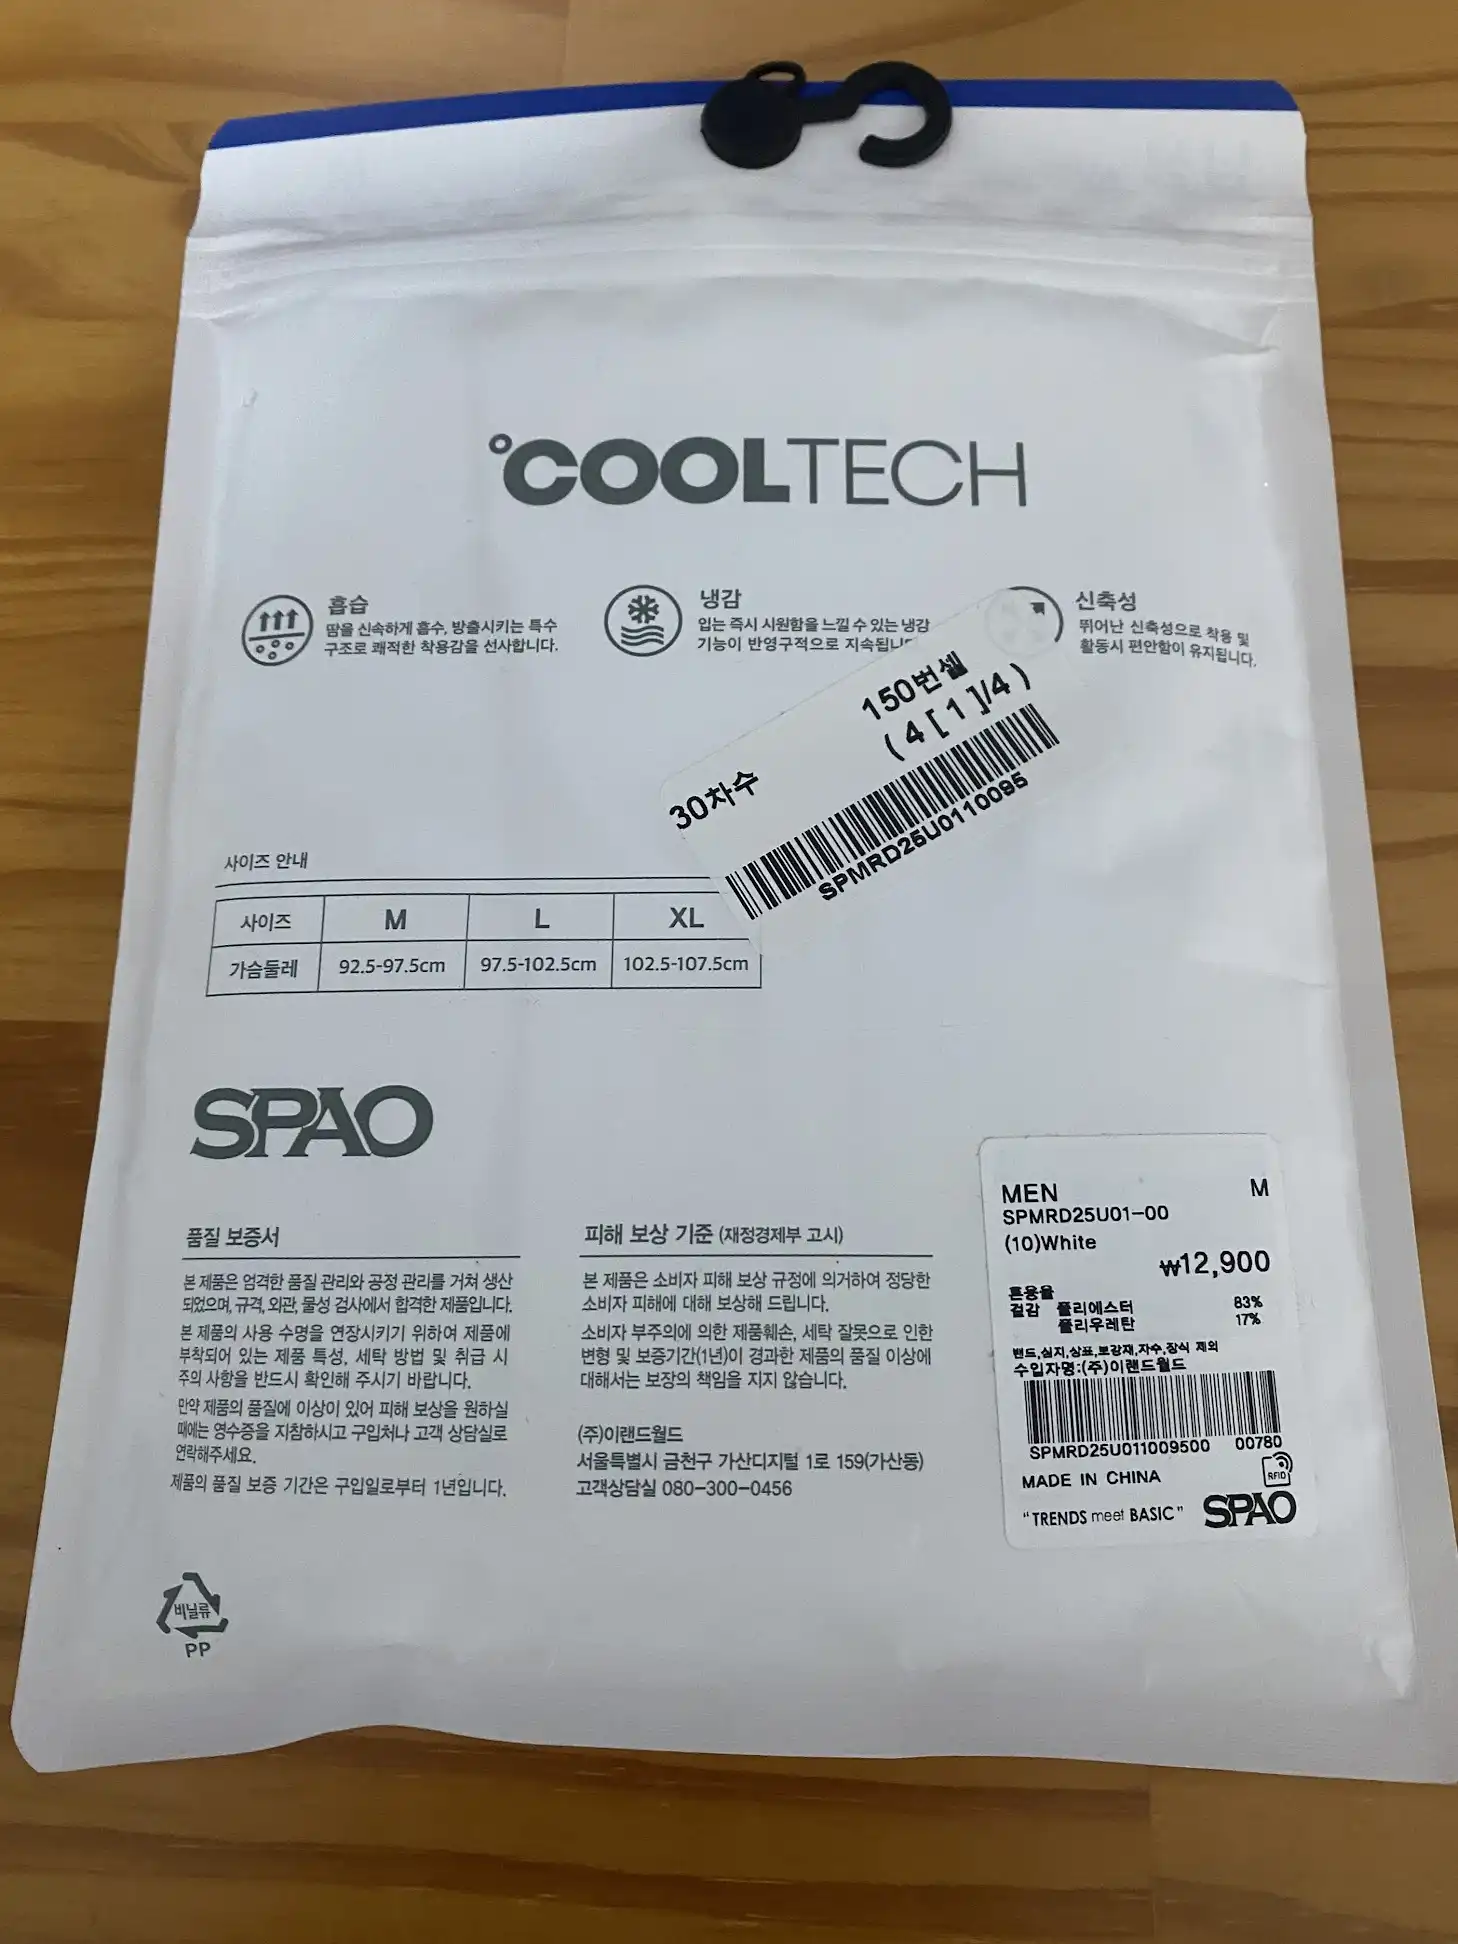 °COOLTECH
흡습
땀을 신속하게 흡수, 방출시키는 특수
구조로 쾌적한 착용감을 선사합니다.
냉감
입는 즉시 시원함을 느낄 수 있는 냉감
기능이 반영구적으로 지속됩니
신축성
뛰어난 신축성으로 착용 및
활동시 편안함이 유지됩니다.
150번셀
( 4 [ 1 ]/4 )
30차수
SPMRD25U0110095
사이즈 안내
사이즈 M L XL
가슴둘레 92.5-97.5cm 97.5-102.5cm 102.5-107.5cm
SPAO
품질 보증서
본 제품은 엄격한 품질 관리와 공정 관리를 거쳐 생산
되었으며, 규격, 외관, 물성 검사에서 합격한 제품입니다.
본 제품의 사용 수명을 연장시키기 위하여 제품에
부착되어 있는 제품 특성, 세탁 방법 및 취급 시
주의 사항을 반드시 확인해 주시기 바랍니다.
만약 제품의 품질에 이상이 있어 피해 보상을 원하실
때에는 영수증을 지참하시고 구입처나 고객 상담실로
연락해주세요.
제품의 품질 보증 기간은 구입일로부터 1년입니다.
피해 보상 기준 (재정경제부 고시)
본 제품은 소비자 피해 보상 규정에 의거하여 정당한
소비자 피해에 대해 보상해 드립니다.
소비자 부주의에 의한 제품훼손, 세탁 잘못으로 인한
변형 및 보증기간(1년)이 경과한 제품의 품질 이상에
대해서는 보장의 책임을 지지 않습니다.
(주)이랜드월드
서울특별시 금천구 가산디지털 1로 159(가산동)
고객상담실 080-300-0456
MEN M
SPMRD25U01-00
(10)White
₩12,900
혼용율
겉감 폴리에스터 83%
폴리우레탄 17%
밴드,심지,상표,보강재,자수,장식 제외
수입자명:(주)이랜드월드
SPMRD25U011009500 00780
MADE IN CHINA
RFID
"TRENDS meet BASIC" SPAO
비닐류
PP